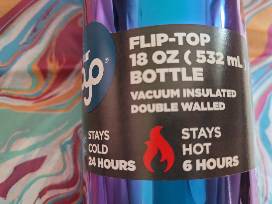 FLIP-TOP
18 OZ ( 532 mL
BOTTLE
VACUUM INSULATED
DOUBLE WALLED
STAYS
COLD
24 HOURS
STAYS
HOT
6 HOURS